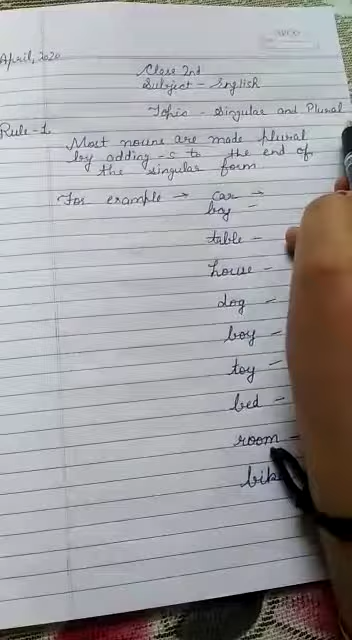 April, 2020
Class 2nd
Subject - English
Topic - Singular and Plural
Rule-1
Most nouns are made plural
by adding -s to the end of
the singular form
For example → car →
boy -
table -
house -
dog -
boy -
toy -
bed -
room -